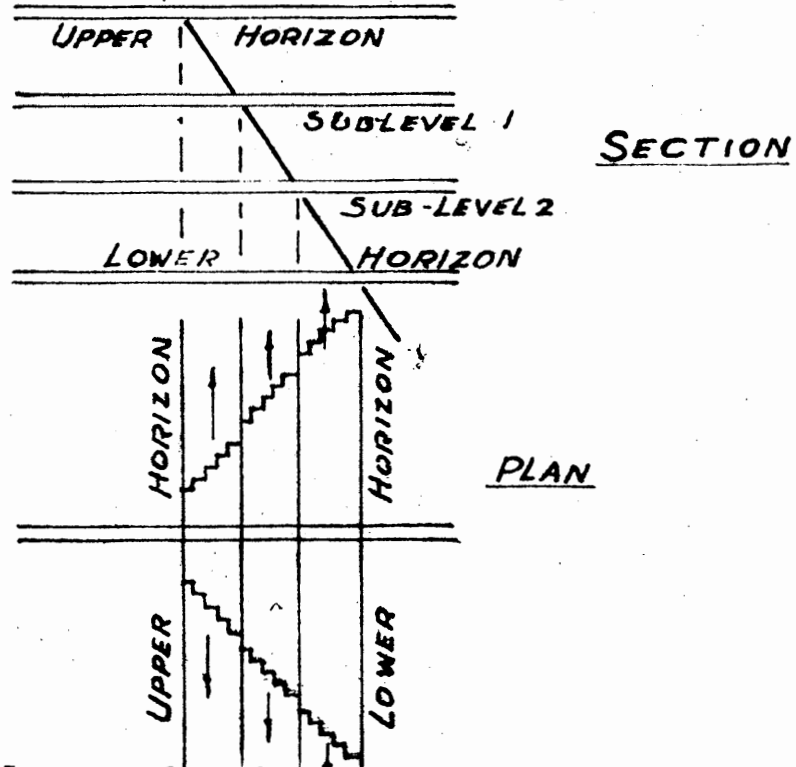 UPPER HORIZON
SUB-LEVEL 1
SECTION
SUB-LEVEL 2
LOWER HORIZON
HORIZON
HORIZON
PLAN
UPPER
LOWER